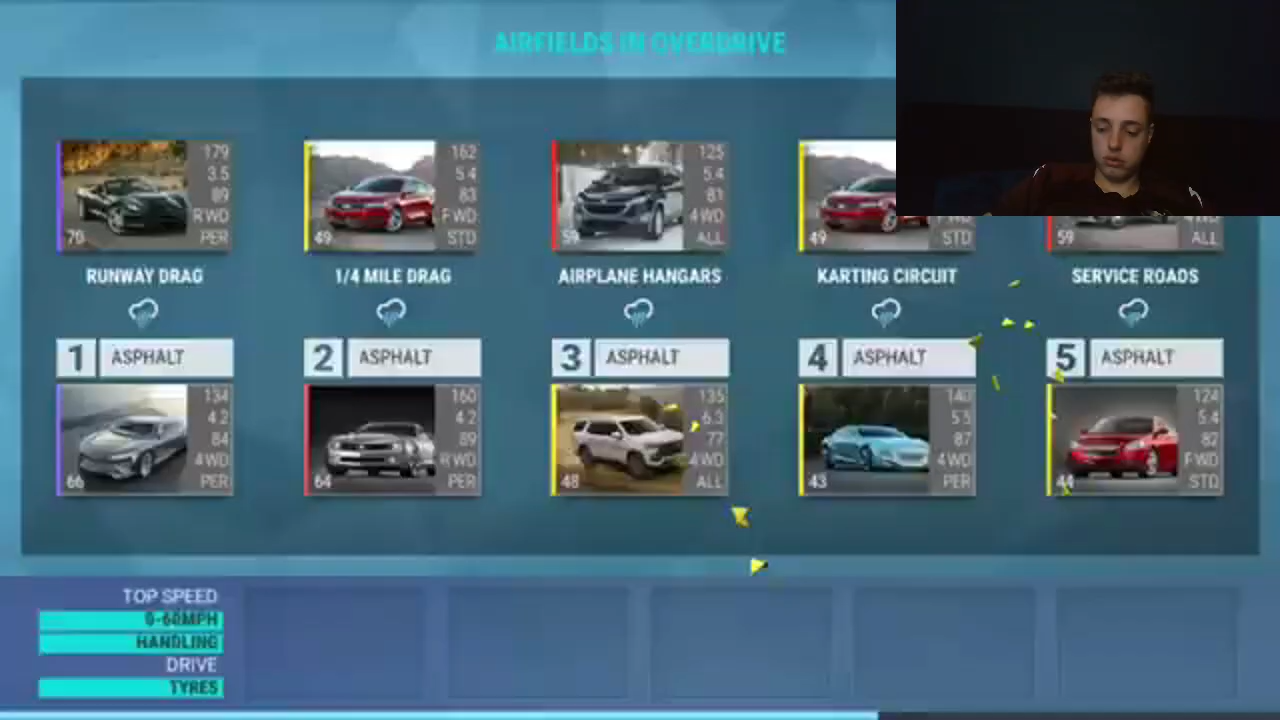 AIRFIELDS IN OVERDRIVE
179
3.5
89
RWD
PER
70
162
5.4
83
FWD
STD
49
125
5.4
81
4WD
ALL
59
FWD
STD
49
4WD
ALL
59
RUNWAY DRAG
1/4 MILE DRAG
AIRPLANE HANGARS
KARTING CIRCUIT
SERVICE ROADS
1 ASPHALT
2 ASPHALT
3 ASPHALT
4 ASPHALT
5 ASPHALT
134
4.2
84
4WD
PER
66
160
4.2
89
RWD
PER
64
135
6.3
77
4WD
ALL
48
140
5.5
87
4WD
PER
43
124
5.4
82
FWD
STD
44
TOP SPEED
0-60MPH
HANDLING
DRIVE
TYRES